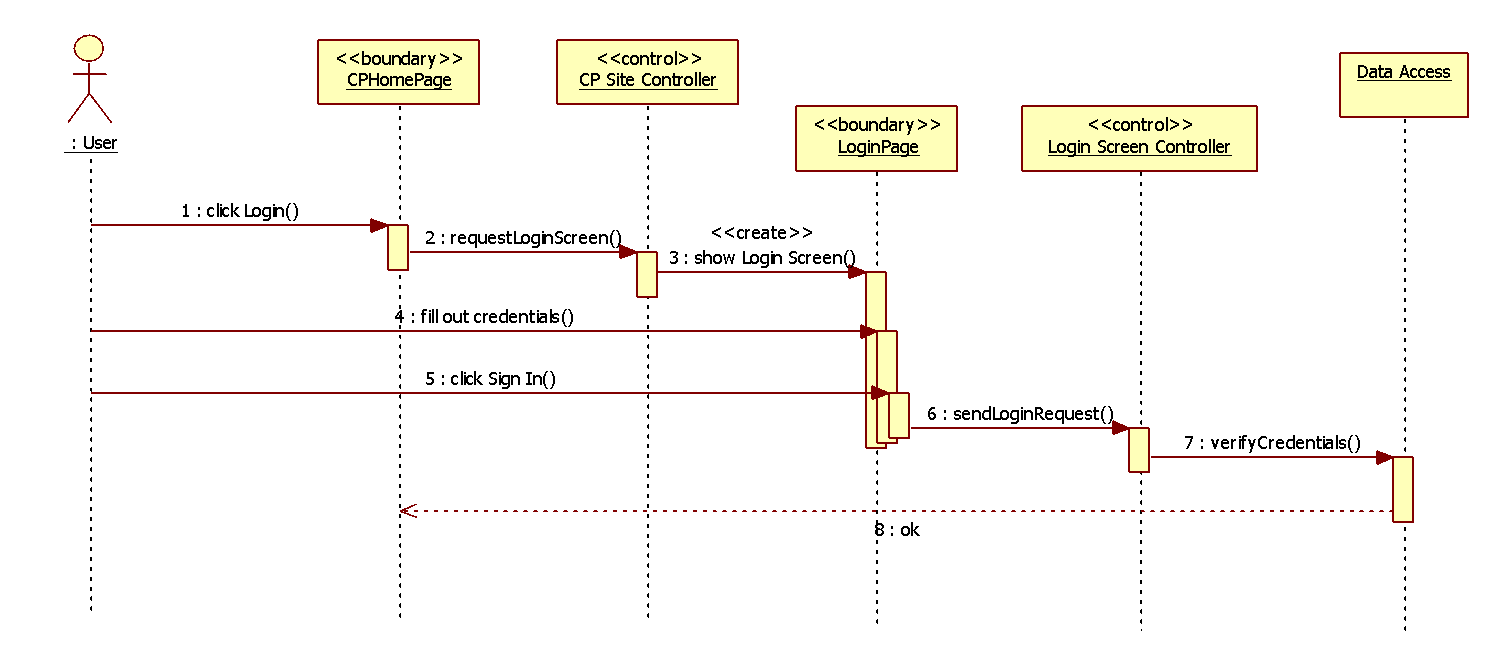 <<boundary>>
CPHomePage
<<control>>
CP Site Controller
Data Access
<<boundary>>
LoginPage
<<control>>
Login Screen Controller
: User
1 : click Login()
2 : requestLoginScreen()
<<create>>
3 : show Login Screen()
4 : fill out credentials()
5 : click Sign In()
6 : sendLoginRequest()
7 : verifyCredentials()
8 : ok